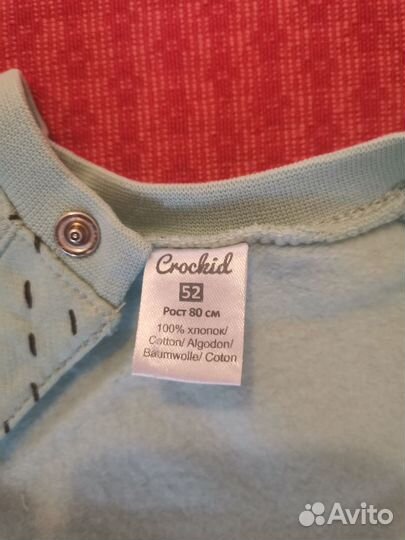 Crockid
52
Рост 80 см
100% хлопок/
Cotton/ Algodon/
Baumwolle/ Coton
Avito